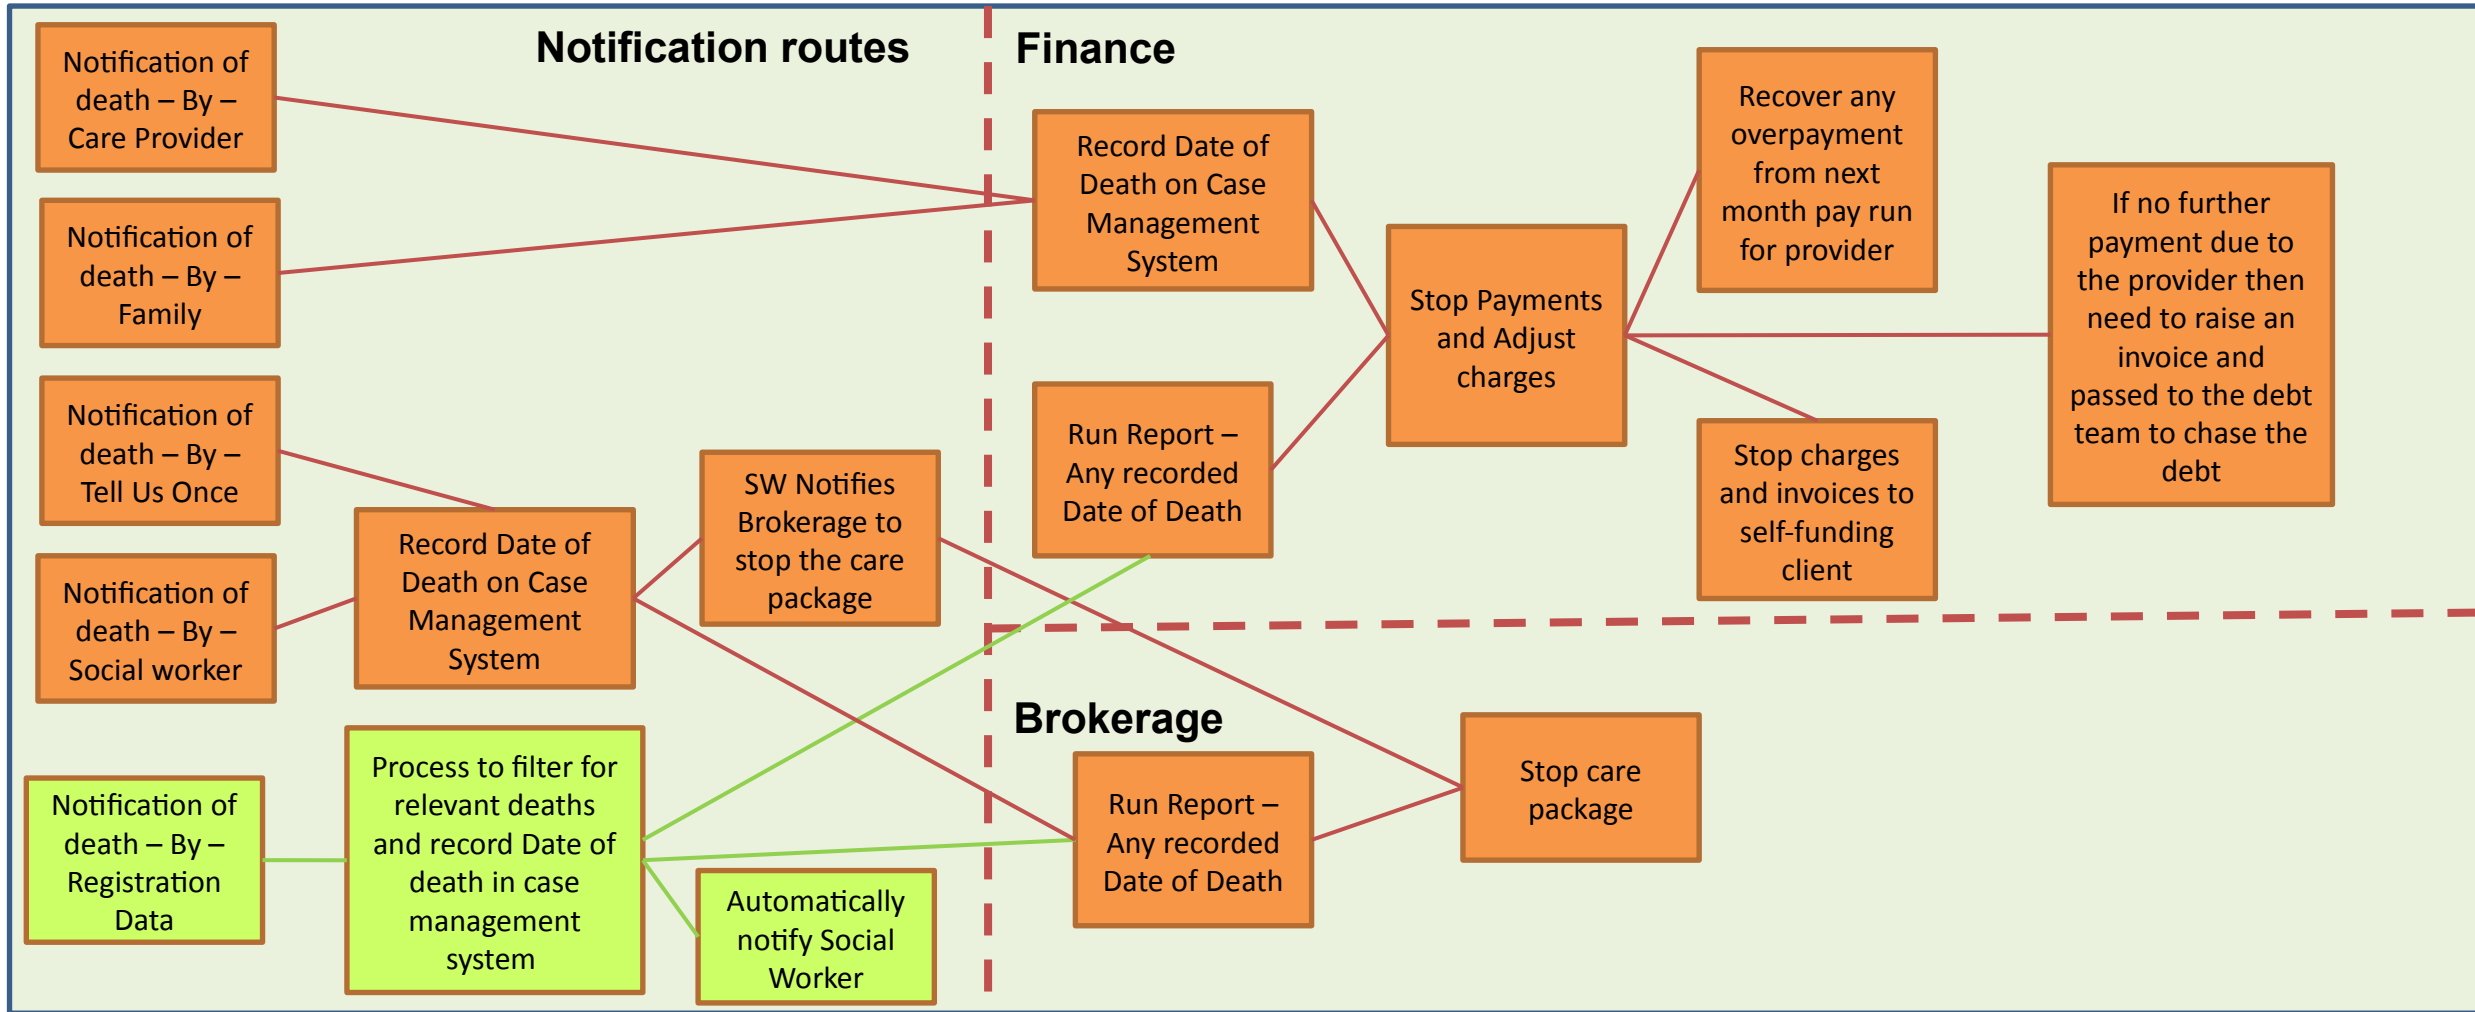 Notification routes
Notification of
death – By –
Care Provider
Notification of
death – By –
Family
Notification of
death – By –
Tell Us Once
Notification of
death – By –
Social worker
Record Date of
Death on Case
Management
System
SW Notifies
Brokerage to
stop the care
package
Notification of
death – By –
Registration
Data
Process to filter for
relevant deaths
and record Date of
death in case
management
system
Automatically
notify Social
Worker
Finance
Record Date of
Death on Case
Management
System
Run Report –
Any recorded
Date of Death
Stop Payments
and Adjust
charges
Recover any
overpayment
from next
month pay run
for provider
Stop charges
and invoices to
self-funding
client
If no further
payment due to
the provider then
need to raise an
invoice and
passed to the debt
team to chase the
debt
Brokerage
Run Report –
Any recorded
Date of Death
Stop care
package